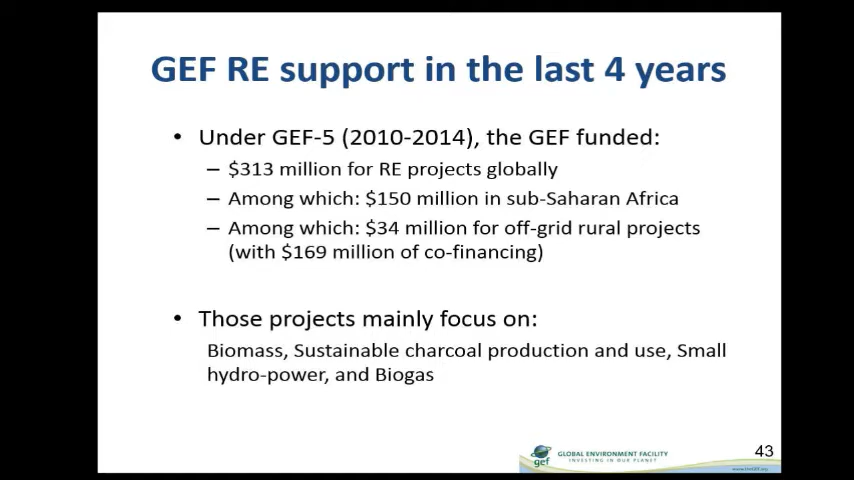 GEF RE support in the last 4 years
• Under GEF-5 (2010-2014), the GEF funded:
– $313 million for RE projects globally
– Among which: $150 million in sub-Saharan Africa
– Among which: $34 million for off-grid rural projects
(with $169 million of co-financing)
• Those projects mainly focus on:
Biomass, Sustainable charcoal production and use, Small
hydro-power, and Biogas
gef
GLOBAL ENVIRONMENT FACILITY
INVESTING IN OUR PLANET
43
www.theGEF.org